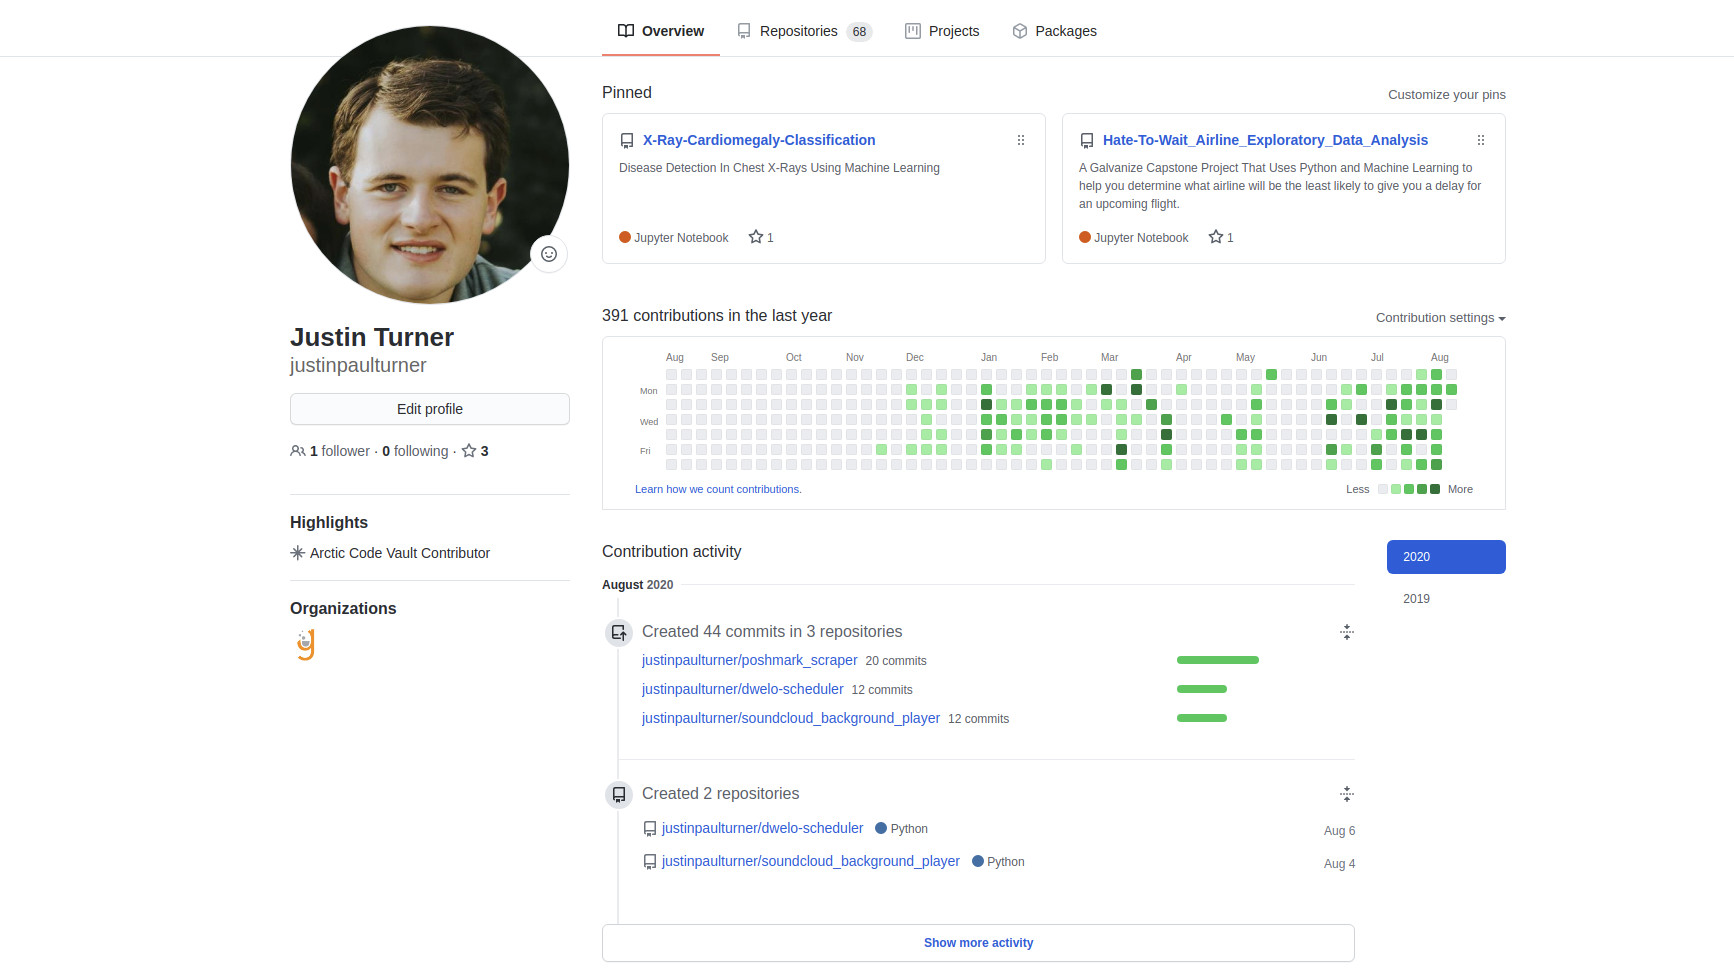 Overview
Repositories 68
Projects
Packages
Justin Turner
justinpaulturner
Edit profile
1 follower · 0 following · 3
Highlights
Arctic Code Vault Contributor
Organizations
Pinned
Customize your pins
X-Ray-Cardiomegaly-Classification
Disease Detection In Chest X-Rays Using Machine Learning
Jupyter Notebook 1
Hate-To-Wait_Airline_Exploratory_Data_Analysis
A Galvanize Capstone Project That Uses Python and Machine Learning to
help you determine what airline will be the least likely to give you a delay for
an upcoming flight.
Jupyter Notebook 1
391 contributions in the last year
Contribution settings
Aug Sep Oct Nov Dec Jan Feb Mar Apr May Jun Jul Aug
Mon
Wed
Fri
Learn how we count contributions.
Less More
Contribution activity
2020
2019
August 2020
Created 44 commits in 3 repositories
justinpaulturner/poshmark_scraper 20 commits
justinpaulturner/dwelo-scheduler 12 commits
justinpaulturner/soundcloud_background_player 12 commits
Created 2 repositories
justinpaulturner/dwelo-scheduler Python Aug 6
justinpaulturner/soundcloud_background_player Python Aug 4
Show more activity